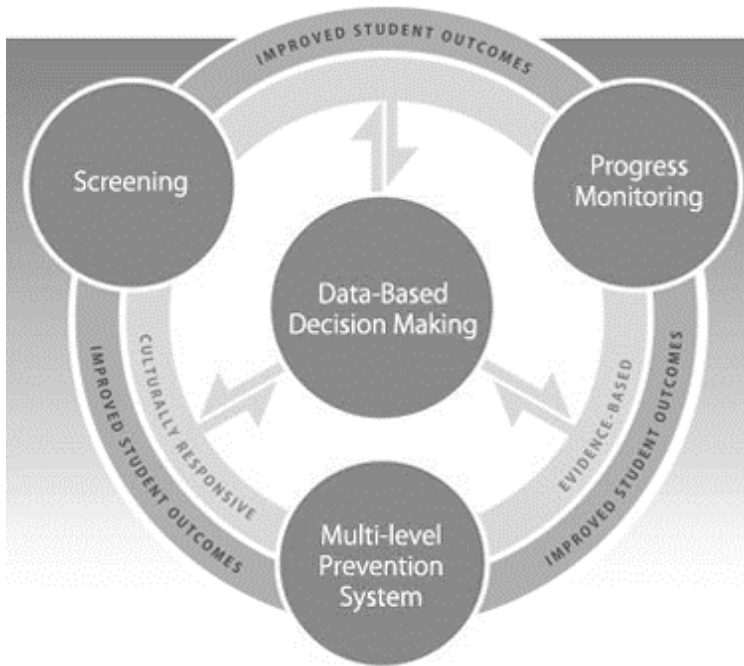 IMPROVED STUDENT OUTCOMES
Screening
Progress
Monitoring
Data-Based
Decision Making
IMPROVED STUDENT OUTCOMES
CULTURALLY RESPONSIVE
EVIDENCE-BASED
IMPROVED STUDENT OUTCOMES
Multi-level
Prevention
System